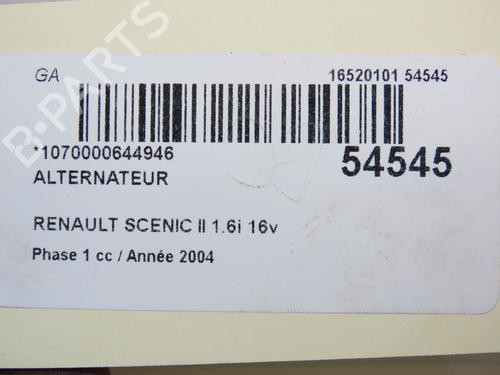 B-PARTS
GA
16520101 54545
*1070000644946
54545
ALTERNATEUR
RENAULT SCENIC II 1.6i 16v
Phase 1 cc / Année 2004